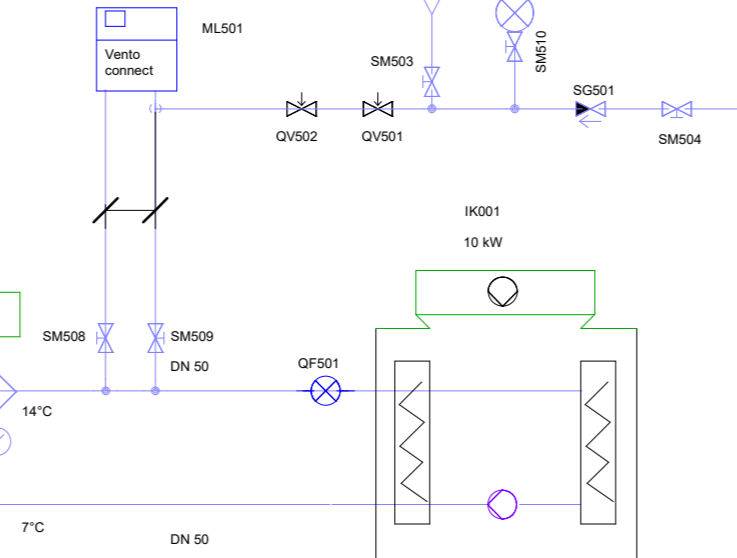 ML501
Vento
connect
SM503
SM510
SG501
QV502
QV501
SM504
IK001
10 kW
SM508
SM509
DN 50
QF501
14°C
7°C
DN 50